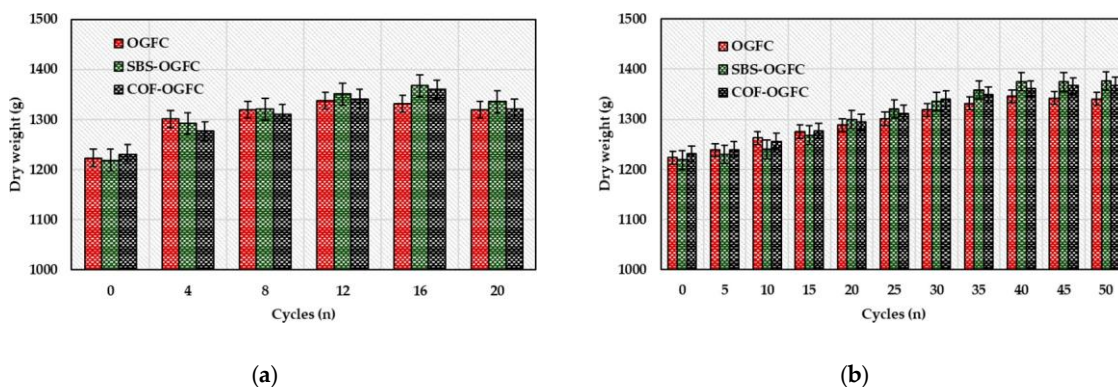 1500
1400
1300
1200
1100
1000
Dry weight (g)
OGFC
SBS-OGFC
COF-OGFC
0 4 8 12 16 20
Cycles (n)
(a)
1500
1400
1300
1200
1100
1000
Dry weight (g)
OGFC
SBS-OGFC
COF-OGFC
0 5 10 15 20 25 30 35 40 45 50
Cycles (n)
(b)